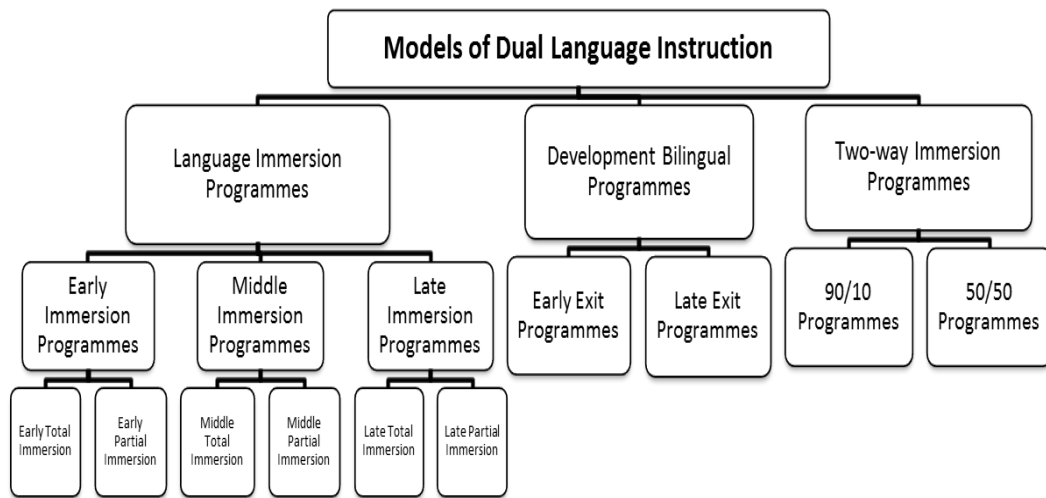 Models of Dual Language Instruction
Language Immersion
Programmes
Development Bilingual
Programmes
Two-way Immersion
Programmes
Early
Immersion
Programmes
Middle
Immersion
Programmes
Late
Immersion
Programmes
Early Exit
Programmes
Late Exit
Programmes
90/10
Programmes
50/50
Programmes
Early Total
Immersion
Early
Partial
Immersion
Middle
Total
Immersion
Middle
Partial
Immersion
Late Total
Immersion
Late Partial
Immersion